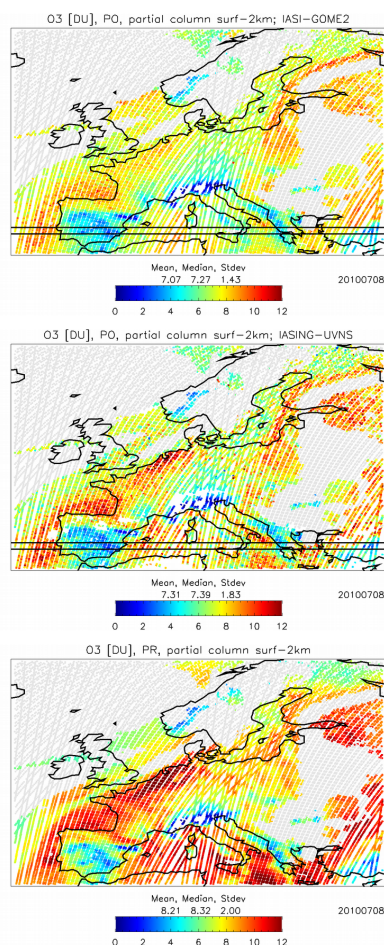 O3 [DU], PO, partial column surf-2km; IASI-GOME2
Mean, Median, Stdev
7.07 7.27 1.43 20100708
0 2 4 6 8 10 12
O3 [DU], PO, partial column surf-2km; IASING-UVNS
Mean, Median, Stdev
7.31 7.39 1.83 20100708
0 2 4 6 8 10 12
O3 [DU], PR, partial column surf-2km
Mean, Median, Stdev
8.21 8.32 2.00 20100708
0 2 4 6 8 10 12